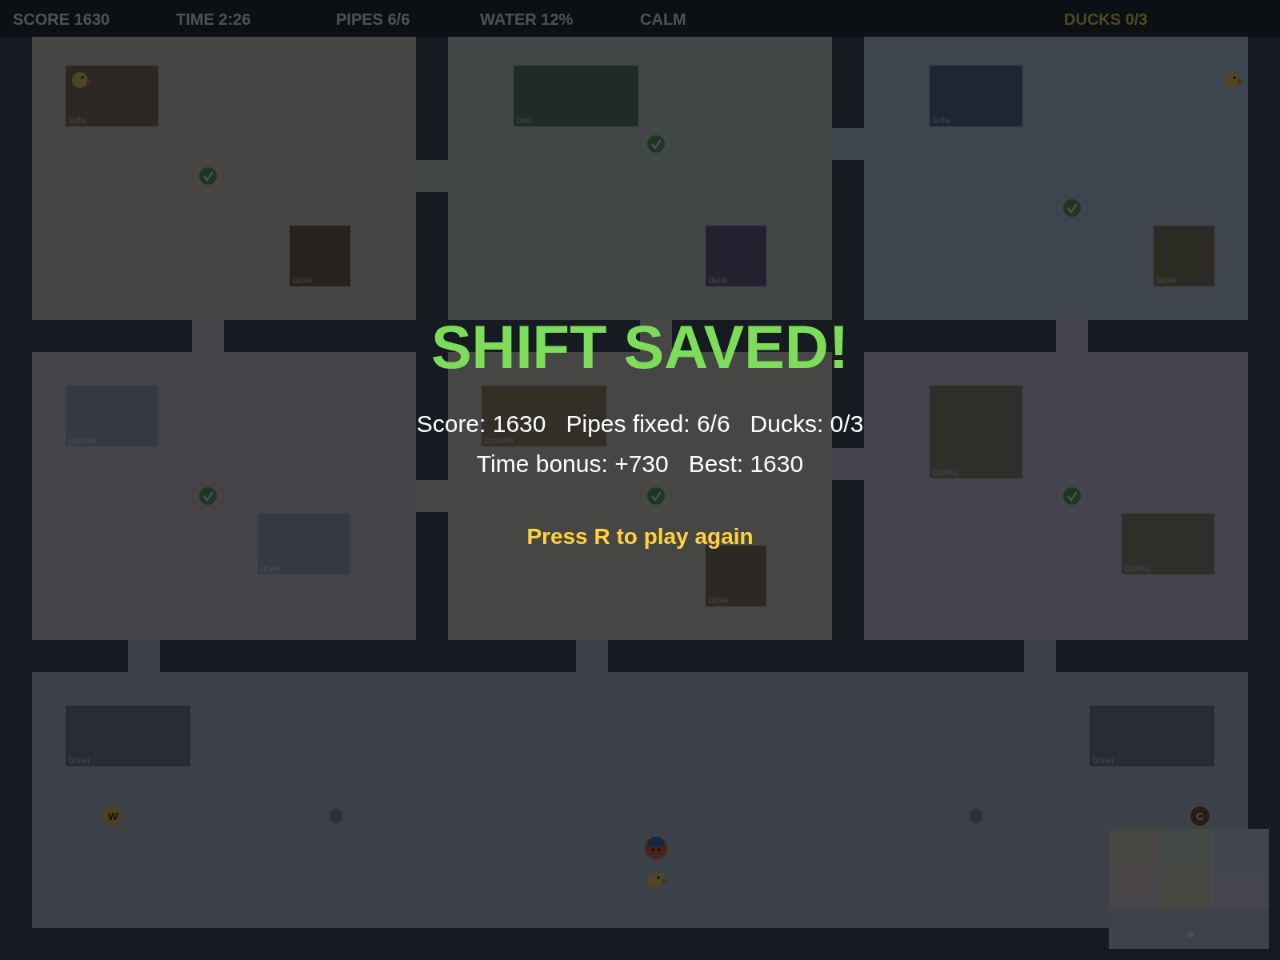 SCORE 1630 TIME 2:26 PIPES 6/6 WATER 12% CALM DUCKS 0/3
sofa
bed
sofa
table
desk
table
SHIFT SAVED!
Score: 1630 Pipes fixed: 6/6 Ducks: 0/3
washer
counter
Time bonus: +730 Best: 1630
crates
Press R to play again
dryer
crates
table
boiler
boiler
W
C